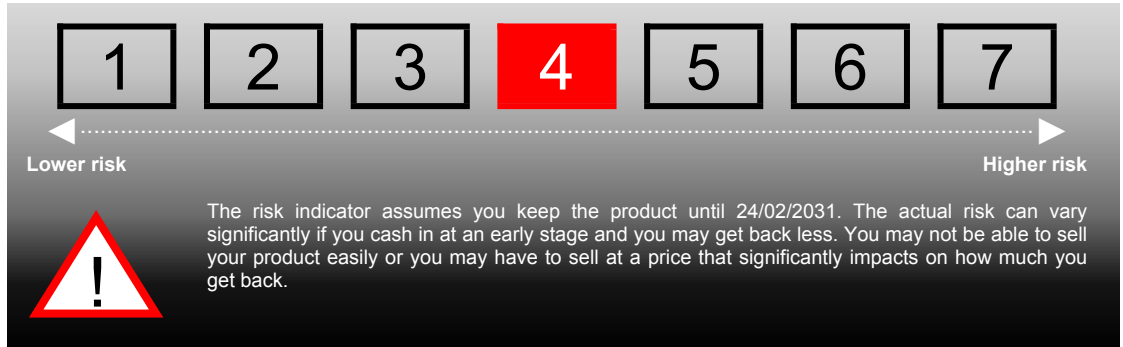 1 2 3 4 5 6 7
Lower risk Higher risk
The risk indicator assumes you keep the product until 24/02/2031. The actual risk can vary
significantly if you cash in at an early stage and you may get back less. You may not be able to sell
your product easily or you may have to sell at a price that significantly impacts on how much you
get back.
!